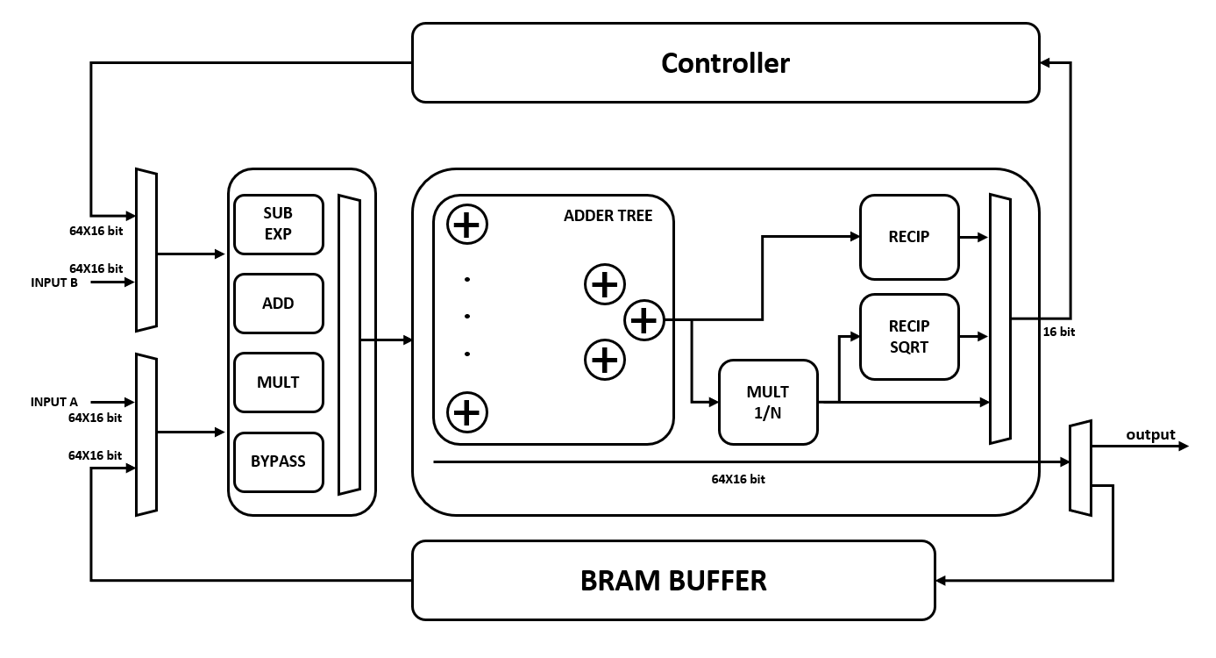 Controller
64X16 bit
64X16 bit
INPUT B
INPUT A
64X16 bit
64X16 bit
SUB
EXP
ADD
MULT
BYPASS
ADDER TREE
+
+
+
+
+
RECIP
RECIP
SQRT
MULT
1/N
16 bit
64X16 bit
output
BRAM BUFFER